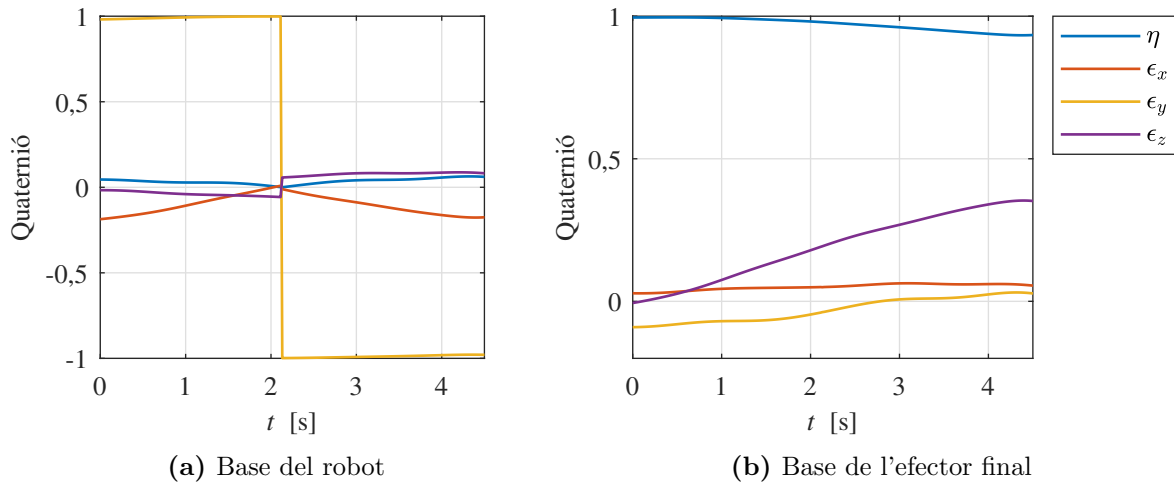 1
0,5
0
-0,5
-1
Quaternió
0 1 2 3 4
t [s]
(a) Base del robot
1
0,5
0
Quaternió
0 1 2 3 4
t [s]
(b) Base de l'efector final
η
ϵx
ϵy
ϵz